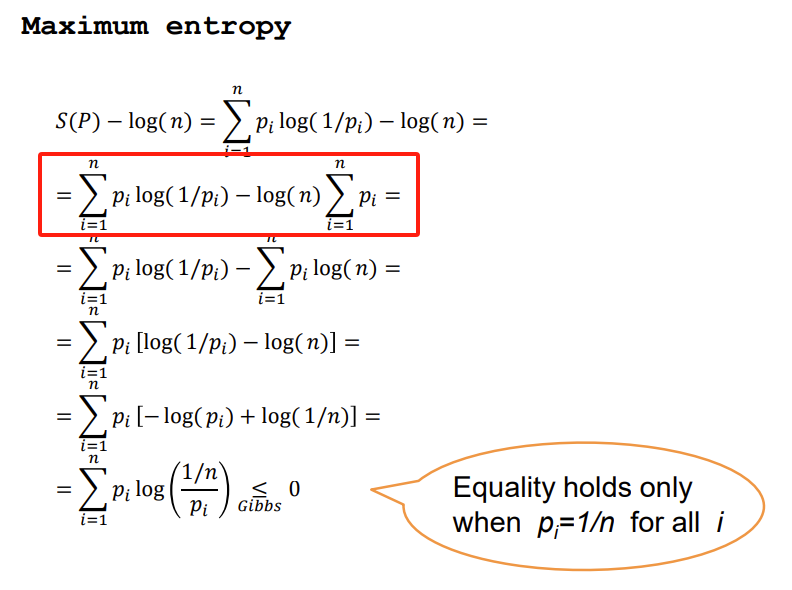 Maximum entropy
S(P) − log(n) = ∑_{i=1}^{n} p_i log(1/p_i) − log(n) =
= ∑_{i=1}^{n} p_i log(1/p_i) − log(n) ∑_{i=1}^{n} p_i =
= ∑_{i=1}^{n} p_i log(1/p_i) − ∑_{i=1}^{n} p_i log(n) =
= ∑_{i=1}^{n} p_i [log(1/p_i) − log(n)] =
= ∑_{i=1}^{n} p_i [− log(p_i) + log(1/n)] =
= ∑_{i=1}^{n} p_i log((1/n)/p_i) ≤_{Gibbs} 0
Equality holds only
when p_i=1/n for all i